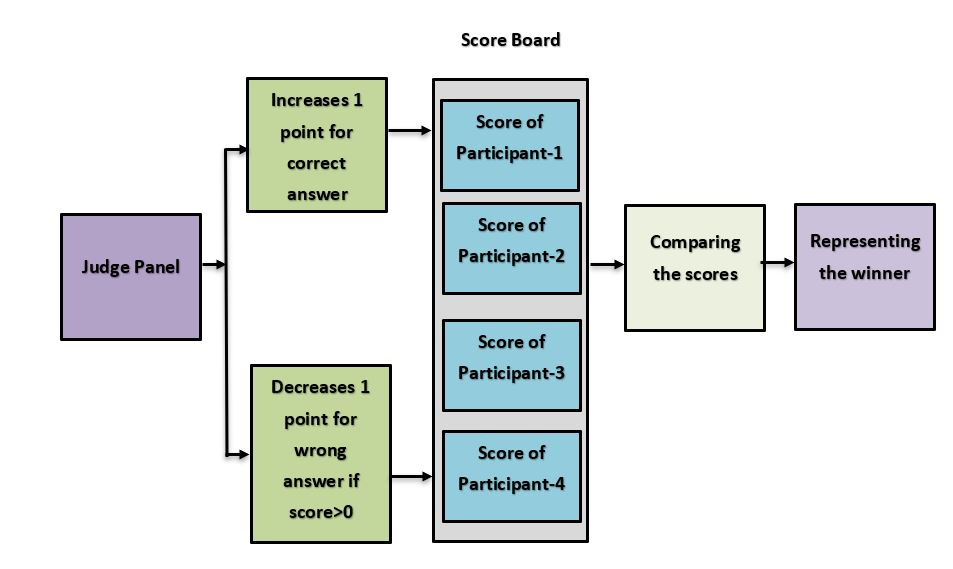 Score Board
Increases 1
point for
correct
answer
Score of
Participant-1
Score of
Participant-2
Judge Panel
Comparing
the scores
Representing
the winner
Score of
Participant-3
Decreases 1
point for
wrong
answer if
score>0
Score of
Participant-4